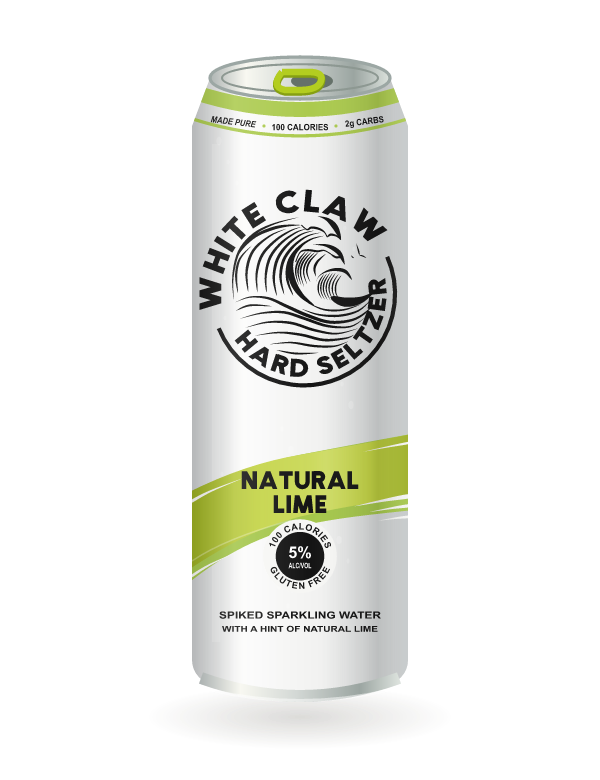 MADE PURE • 100 CALORIES • 2g CARBS
WHITE CLAW
HARD SELTZER
NATURAL
LIME
100 CALORIES
5%
ALC/VOL
GLUTEN FREE
SPIKED SPARKLING WATER
WITH A HINT OF NATURAL LIME